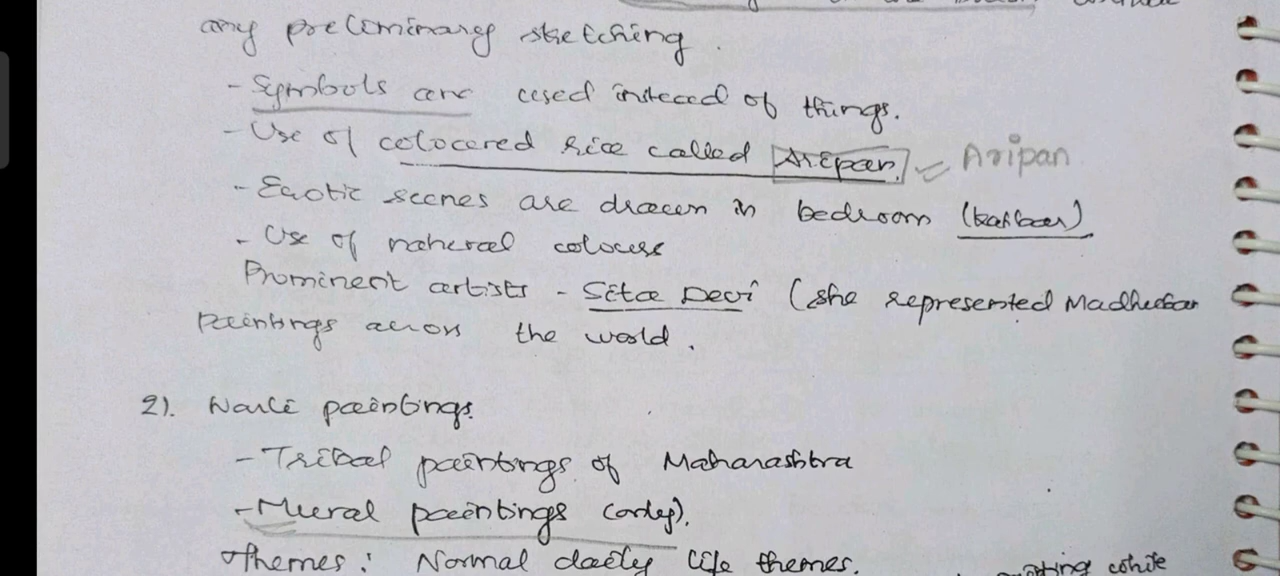 any preliminary sketching.
- Symbols are used instead of things.
- Use of coloured rice called Aripan. Aripan
- Erotic scenes are drawn in bedroom (kohbar)
- Use of natural colours
Prominent artists - Sita Devi (she represented Madhubani
Paintings across the world.
2). Warli paintings.
- Tribal paintings of Maharashtra
- Mural paintings (only).
Themes: Normal daily life themes.
white